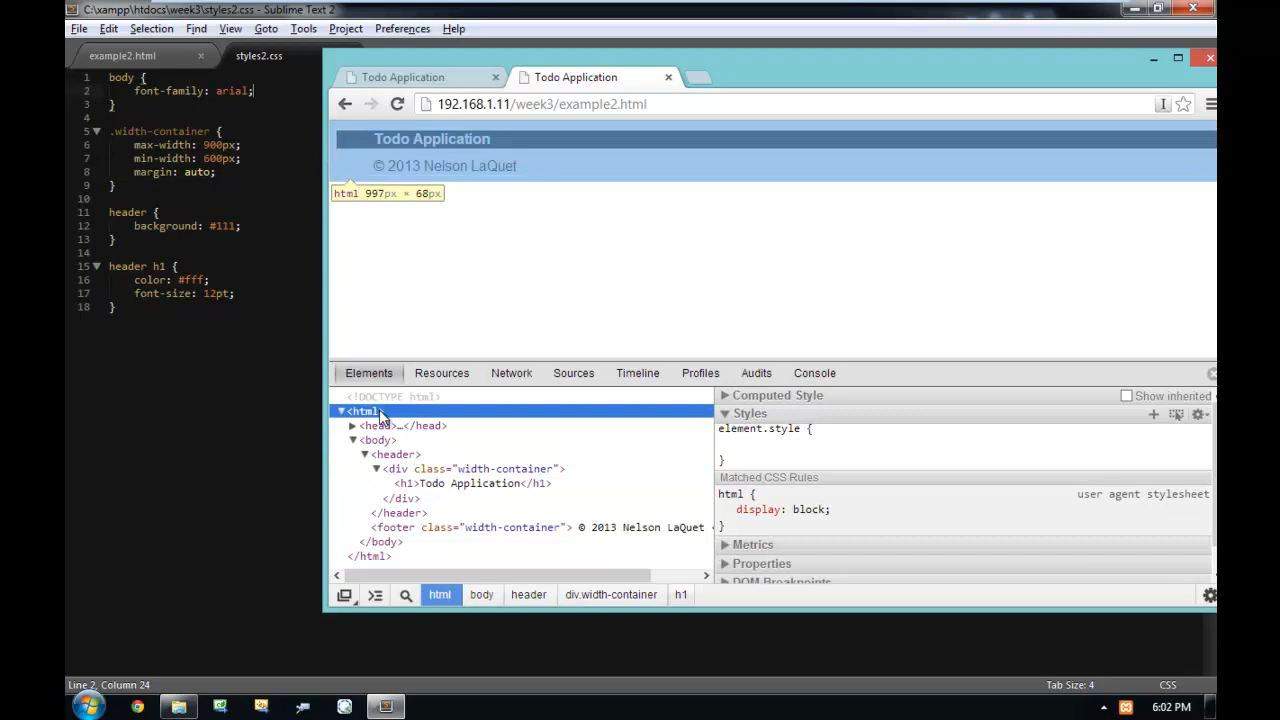 C:\xampp\htdocs\week3\styles2.css - Sublime Text 2
File Edit Selection Find View Goto Tools Project Preferences Help
example2.html × styles2.css
1 body {
2 font-family: arial;
3 }
4
5 .width-container {
6 max-width: 900px;
7 min-width: 600px;
8 margin: auto;
9 }
10
11 header {
12 background: #111;
13 }
14
15 header h1 {
16 color: #fff;
17 font-size: 12pt;
18 }
Todo Application × Todo Application ×
192.168.1.11/week3/example2.html
Todo Application
© 2013 Nelson LaQuet
html 997px × 68px
Elements Resources Network Sources Timeline Profiles Audits Console
<!DOCTYPE html>
<html>
<head>…</head>
<body>
<header>
<div class="width-container">
<h1>Todo Application</h1>
</div>
</header>
<footer class="width-container"> © 2013 Nelson LaQuet
</body>
</html>
Computed Style Show inherited
Styles
element.style {
}
Matched CSS Rules
html { user agent stylesheet
display: block;
}
Metrics
Properties
DOM Breakpoints
html body header div.width-container h1
Line 2, Column 24 Tab Size: 4 CSS
6:02 PM